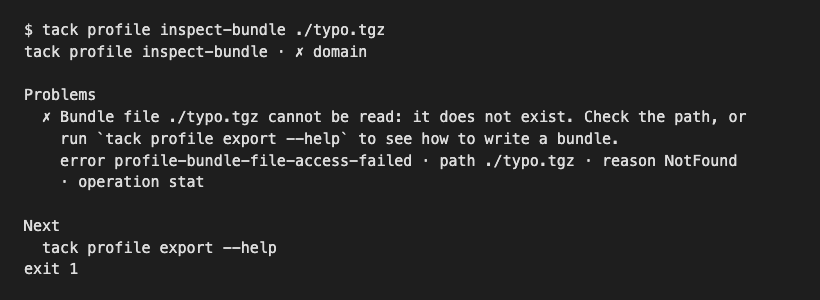 $ tack profile inspect-bundle ./typo.tgz
tack profile inspect-bundle · ✗ domain

Problems
  ✗ Bundle file ./typo.tgz cannot be read: it does not exist. Check the path, or
    run `tack profile export --help` to see how to write a bundle.
    error profile-bundle-file-access-failed · path ./typo.tgz · reason NotFound
    · operation stat

Next
  tack profile export --help
exit 1